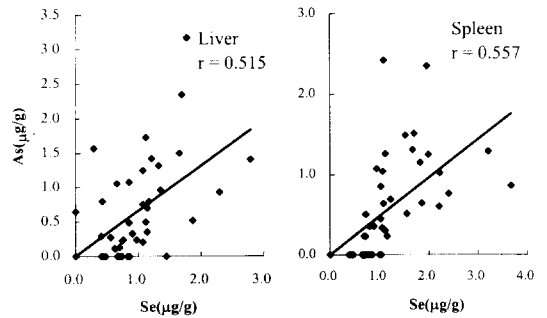 3.5
3.0
2.5
2.0
1.5
1.0
0.5
0.0
As(μg/g)
Liver
r = 0.515
0.0 1.0 2.0 3.0
Se(μg/g)
3.0
2.0
1.0
0.0
Spleen
r = 0.557
0.0 1.0 2.0 3.0 4.0
Se(μg/g)